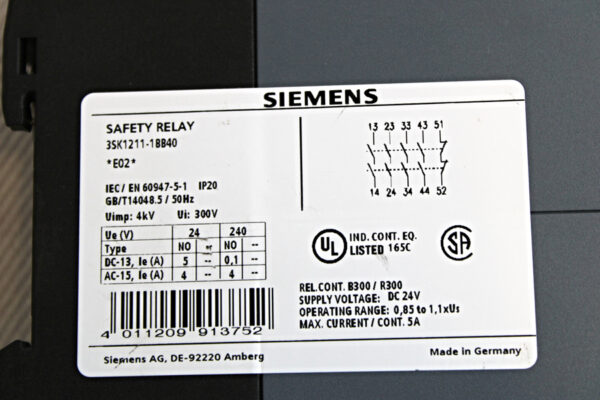 SIEMENS
SAFETY RELAY
3SK1211-1BB40
*E02*
13 23 33 43 51
14 24 34 44 52
IEC/ EN 60947-5-1 IP20
GB/T14048.5 / 50Hz
Uimp: 4kV Ui: 300V
Ue (V) 24 240
Type NO -- NO --
DC-13, Ie (A) 5 -- 0,1 --
AC-15, Ie (A) 4 -- 4 --
UL IND. CONT. EQ.
LISTED 165C
SA
REL.CONT. B300 / R300
SUPPLY VOLTAGE: DC 24V
OPERATING RANGE: 0,85 to 1,1xUs
MAX. CURRENT / CONT. 5A
4 011209 913752
Siemens AG, DE-92220 Amberg
Made in Germany